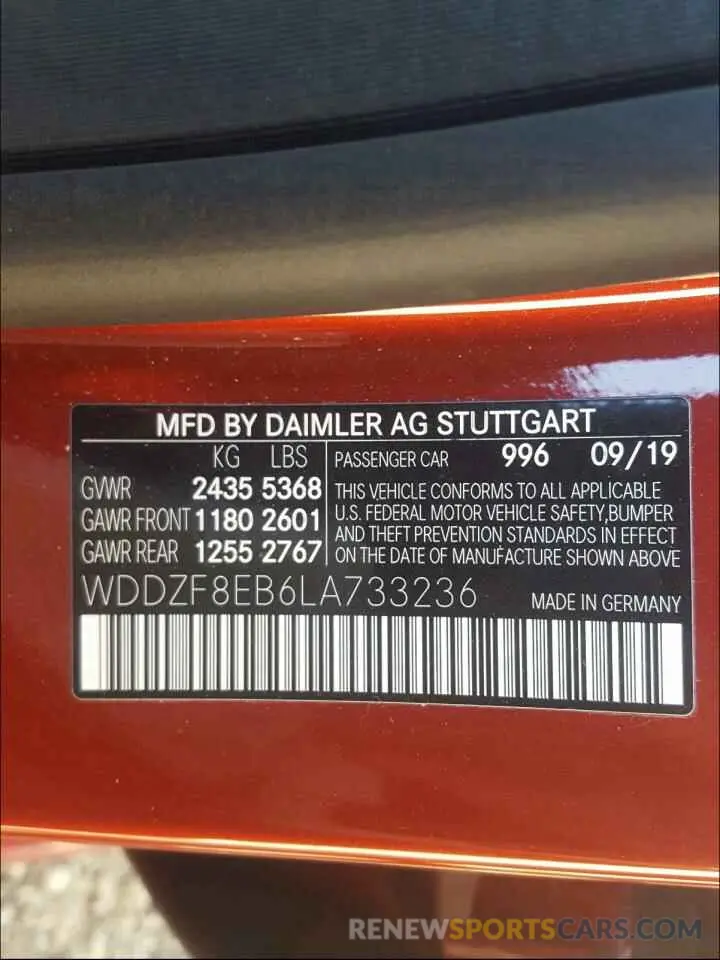 MFD BY DAIMLER AG STUTTGART
KG LBS
GVWR 2435 5368
GAWR FRONT 1180 2601
GAWR REAR 1255 2767
PASSENGER CAR 996 09/19
THIS VEHICLE CONFORMS TO ALL APPLICABLE
U.S. FEDERAL MOTOR VEHICLE SAFETY,BUMPER
AND THEFT PREVENTION STANDARDS IN EFFECT
ON THE DATE OF MANUFACTURE SHOWN ABOVE
WDDZF8EB6LA733236 MADE IN GERMANY
RENEWSPORTSCARS.COM